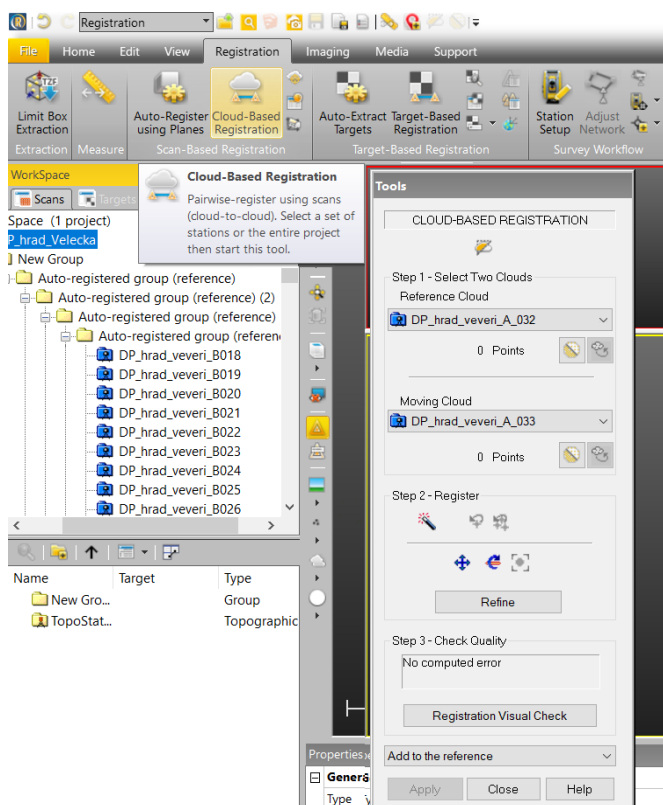 Registration
File Home Edit View Registration Imaging Media Support
Limit Box Extraction
Auto-Register using Planes
Cloud-Based Registration
Auto-Extract Targets
Target-Based Registration
Station Setup
Adjust Network
Extraction Measure Scan-Based Registration Target-Based Registration Survey Workflow
WorkSpace
Scans Targets
Space (1 project)
P_hrad_Velecka
New Group
Auto-registered group (reference)
Auto-registered group (reference) (2)
Auto-registered group (reference)
Auto-registered group (referen
DP_hrad_veveri_B018
DP_hrad_veveri_B019
DP_hrad_veveri_B020
DP_hrad_veveri_B021
DP_hrad_veveri_B022
DP_hrad_veveri_B023
DP_hrad_veveri_B024
DP_hrad_veveri_B025
DP_hrad_veveri_B026
Cloud-Based Registration
Pairwise-register using scans
(cloud-to-cloud). Select a set of
stations or the entire project
then start this tool.
Name Target Type
New Gro... Group
TopoStat... Topographic
Tools
CLOUD-BASED REGISTRATION
Step 1 - Select Two Clouds
Reference Cloud
DP_hrad_veveri_A_032
0 Points
Moving Cloud
DP_hrad_veveri_A_033
0 Points
Step 2 - Register
Refine
Step 3 - Check Quality
No computed error
Registration Visual Check
Add to the reference
Apply Close Help
Properties
Genera
Type